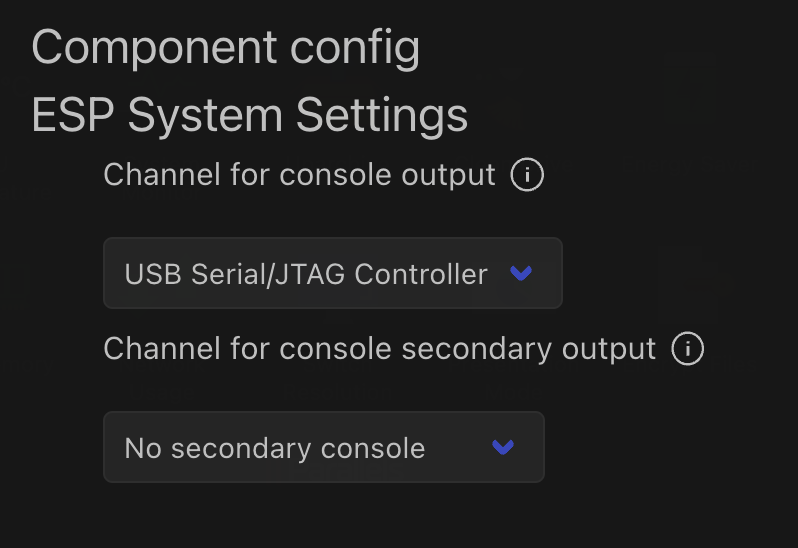 Component config
ESP System Settings
Channel for console output
USB Serial/JTAG Controller
Channel for console secondary output
No secondary console